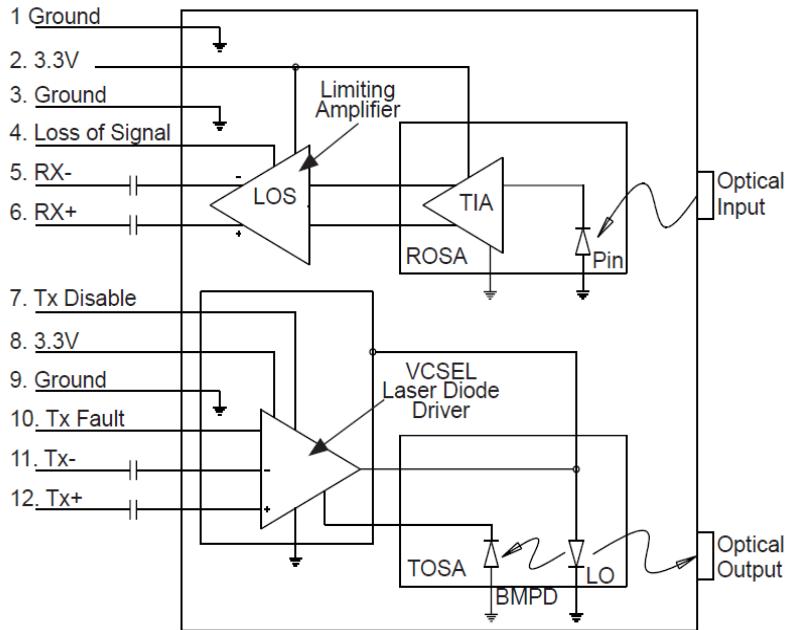 1 Ground
2. 3.3V
3. Ground
4. Loss of Signal
5. RX-
6. RX+
Limiting
Amplifier
-
LOS
+
TIA
ROSA
Pin
Optical
Input
7. Tx Disable
8. 3.3V
9. Ground
10. Tx Fault
11. Tx-
12. Tx+
VCSEL
Laser Diode
Driver
-
+
TOSA
BMPD
LO
Optical
Output